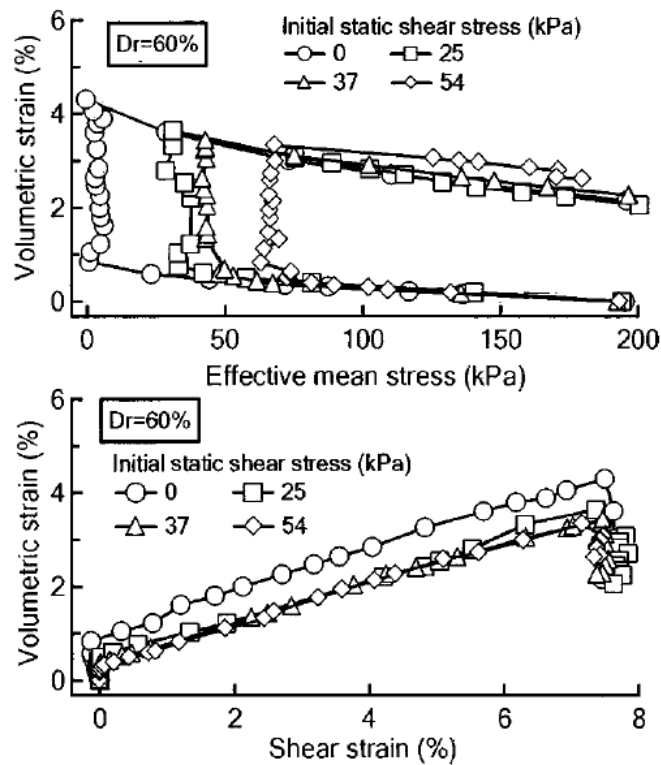 6
Dr=60%
Initial static shear stress (kPa)
0 25
37 54
4
2
0
Volumetric strain (%)
0 50 100 150 200
Effective mean stress (kPa)
6
Dr=60%
Initial static shear stress (kPa)
0 25
37 54
4
2
0
Volumetric strain (%)
0 2 4 6 8
Shear strain (%)